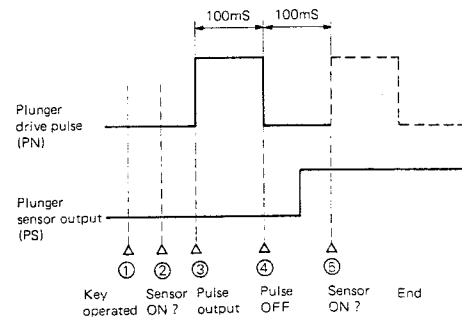 100mS 100mS
Plunger
drive pulse
(PN)
Plunger
sensor output
(PS)
① ② ③ ④ ⑤
Key Sensor Pulse Pulse Sensor End
operated ON ? output OFF ON ?